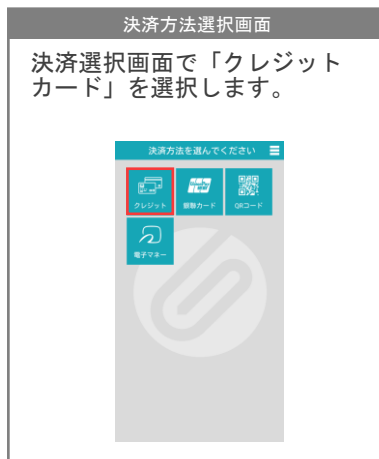 決済方法選択画面
決済選択画面で「クレジット
カード」を選択します。
決済方法を選んでください
クレジット
銀聯カード
QRコード
電子マネー